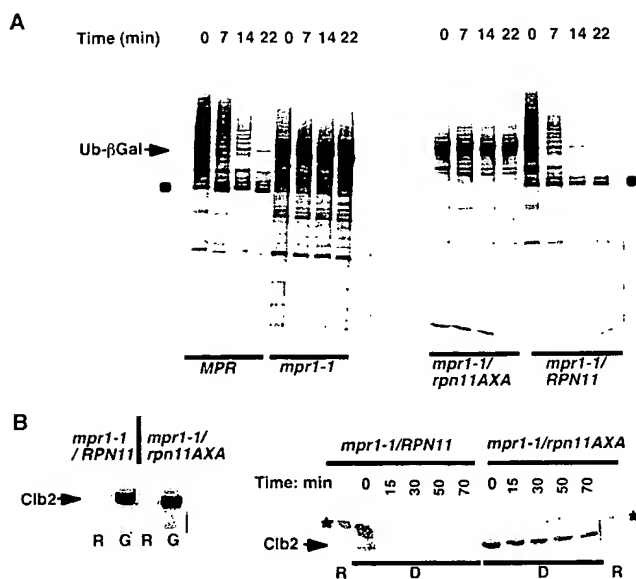 A
Time (min) 0 7 14 22 0 7 14 22 0 7 14 22 0 7 14 22
Ub-βGal
MPR mpr1-1 mpr1-1/rpn11AXA mpr1-1/RPN11
B
mpr1-1/RPN11 mpr1-1/rpn11AXA
mpr1-1/RPN11 mpr1-1/rpn11AXA
Time: min 0 15 30 50 70 0 15 30 50 70
Clb2
R G R G
* *
Clb2
R D D R